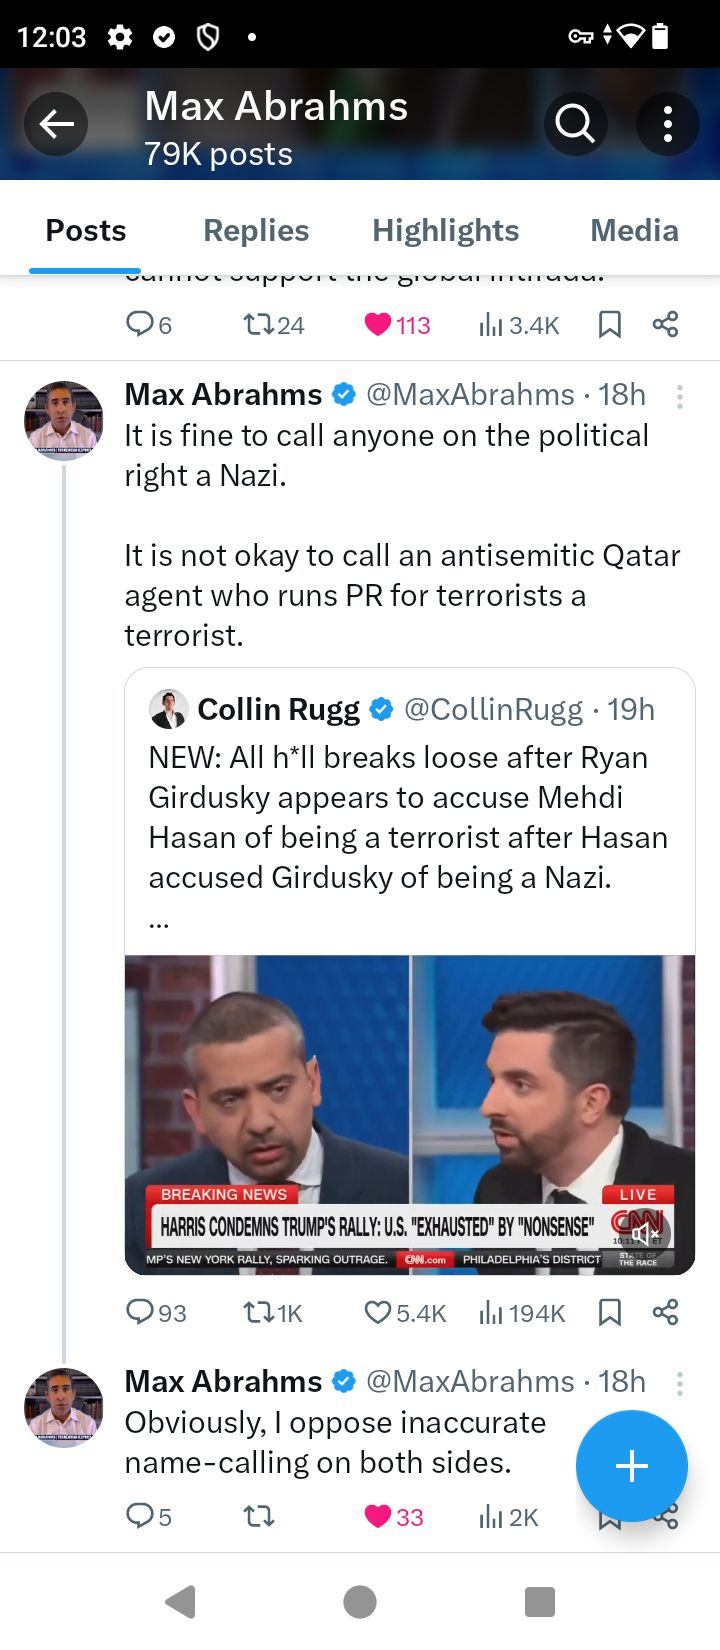 12:03
Max Abrahms
79K posts
Posts Replies Highlights Media
cannot support the global intifada.
6 24 113 3.4K
Max Abrahms @MaxAbrahms · 18h
It is fine to call anyone on the political
right a Nazi.
It is not okay to call an antisemitic Qatar
agent who runs PR for terrorists a
terrorist.
Collin Rugg @CollinRugg · 19h
NEW: All h*ll breaks loose after Ryan
Girdusky appears to accuse Mehdi
Hasan of being a terrorist after Hasan
accused Girdusky of being a Nazi.
...
BREAKING NEWS LIVE
HARRIS CONDEMNS TRUMP'S RALLY: U.S. "EXHAUSTED" BY "NONSENSE" CNN
MP'S NEW YORK RALLY, SPARKING OUTRAGE. CNN.com PHILADELPHIA'S DISTRICT STATE OF
THE RACE
93 1K 5.4K 194K
Max Abrahms @MaxAbrahms · 18h
Obviously, I oppose inaccurate
name-calling on both sides.
5 33 2K